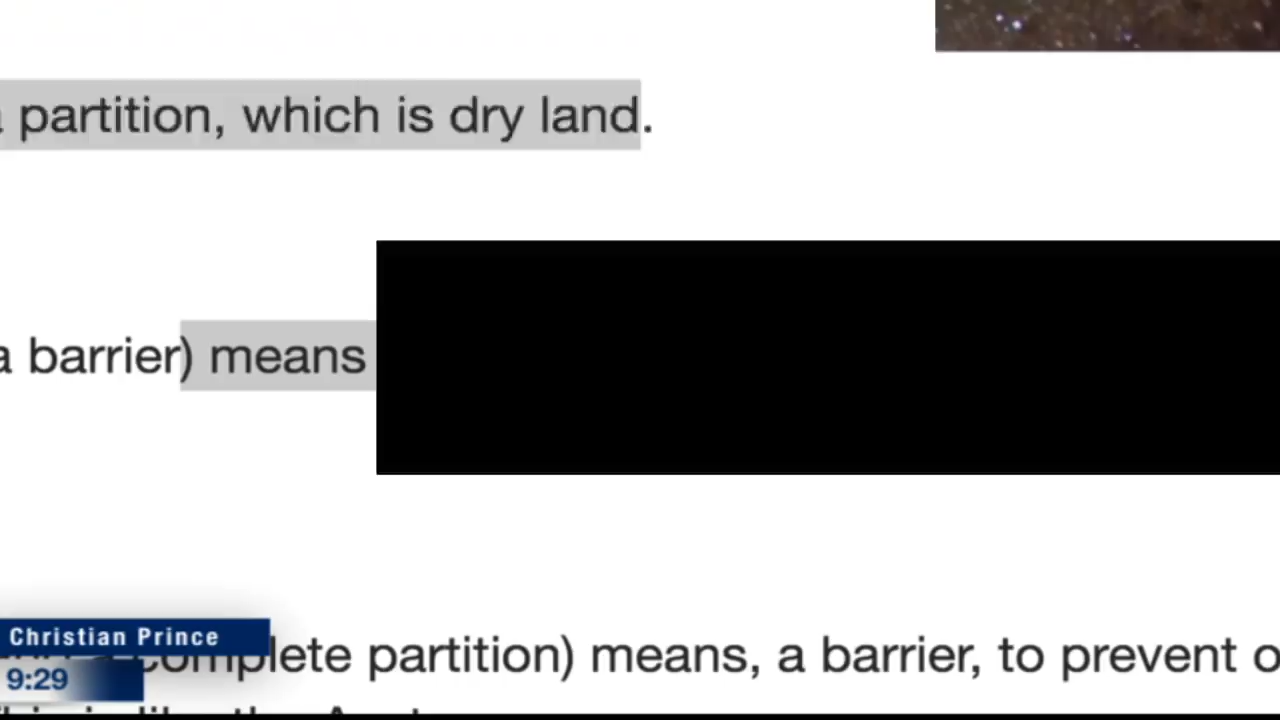 partition, which is dry land.
a barrier) means
Christian Prince
complete partition) means, a barrier, to prevent
9:29